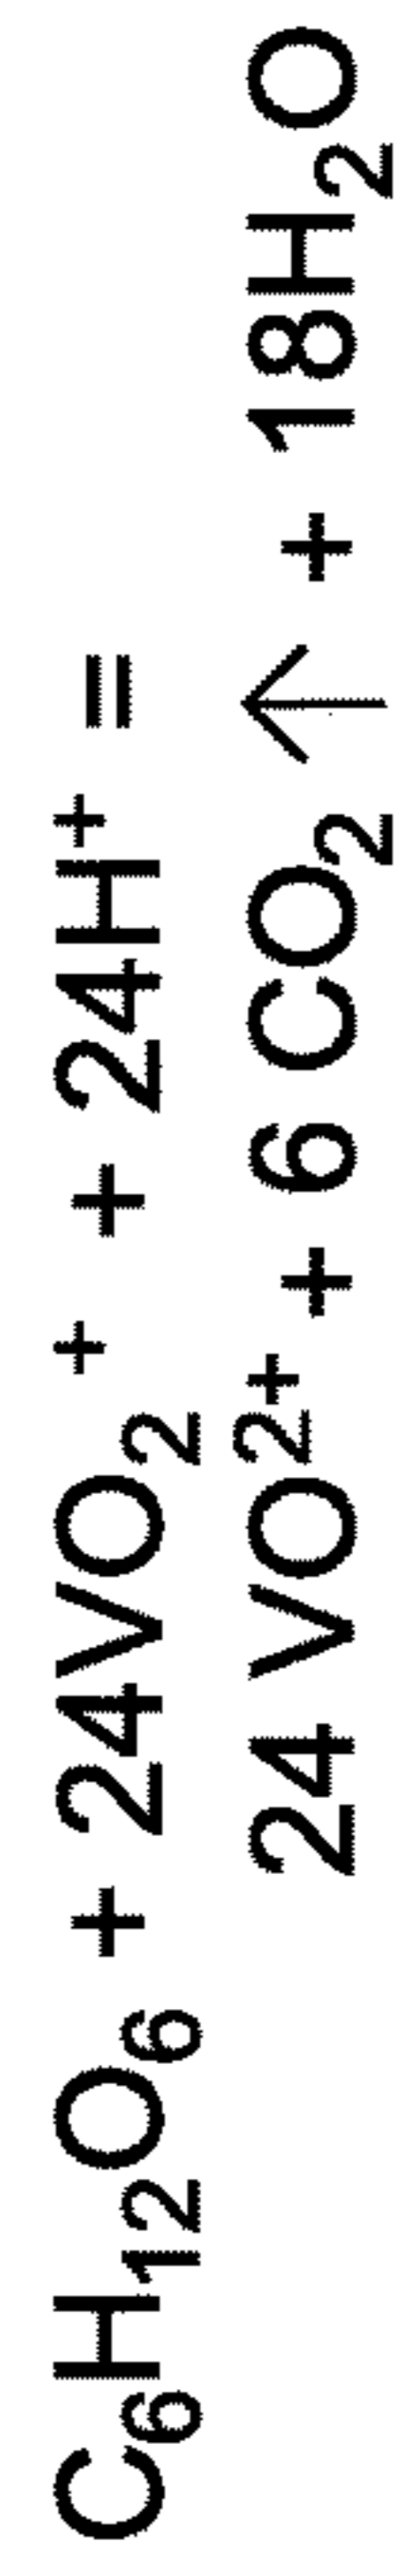 C₆H₁₂O₆ + 24VO₂⁺ + 24H⁺ =
24 VO²⁺ + 6 CO₂ ↑ + 18H₂O